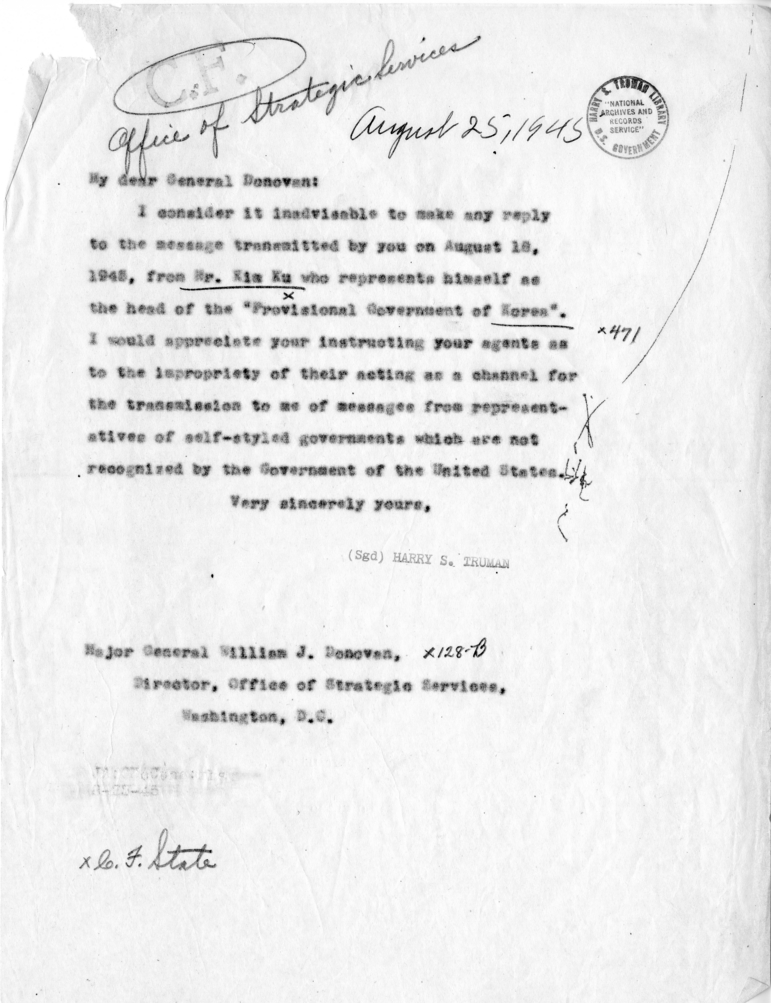 C.F.
Office of Strategic Services
August 25, 1945
HARRY S. TRUMAN LIBRARY
"NATIONAL
ARCHIVES AND
RECORDS
SERVICE"
U.S. GOVERNMENT
My dear General Donovan:
I consider it inadvisable to make any reply
to the message transmitted by you on August 18,
1945, from Mr. Kim Ku who represents himself as
x
the head of the "Provisional Government of Korea".
x471
I would appreciate your instructing your agents as
to the impropriety of their acting as a channel for
the transmission to me of messages from represent-
atives of self-styled governments which are not
recognized by the Government of the United States.
Very sincerely yours,
(Sgd) HARRY S. TRUMAN
Major General William J. Donovan, x128-B
Director, Office of Strategic Services,
Washington, D.C.
x C. F. State